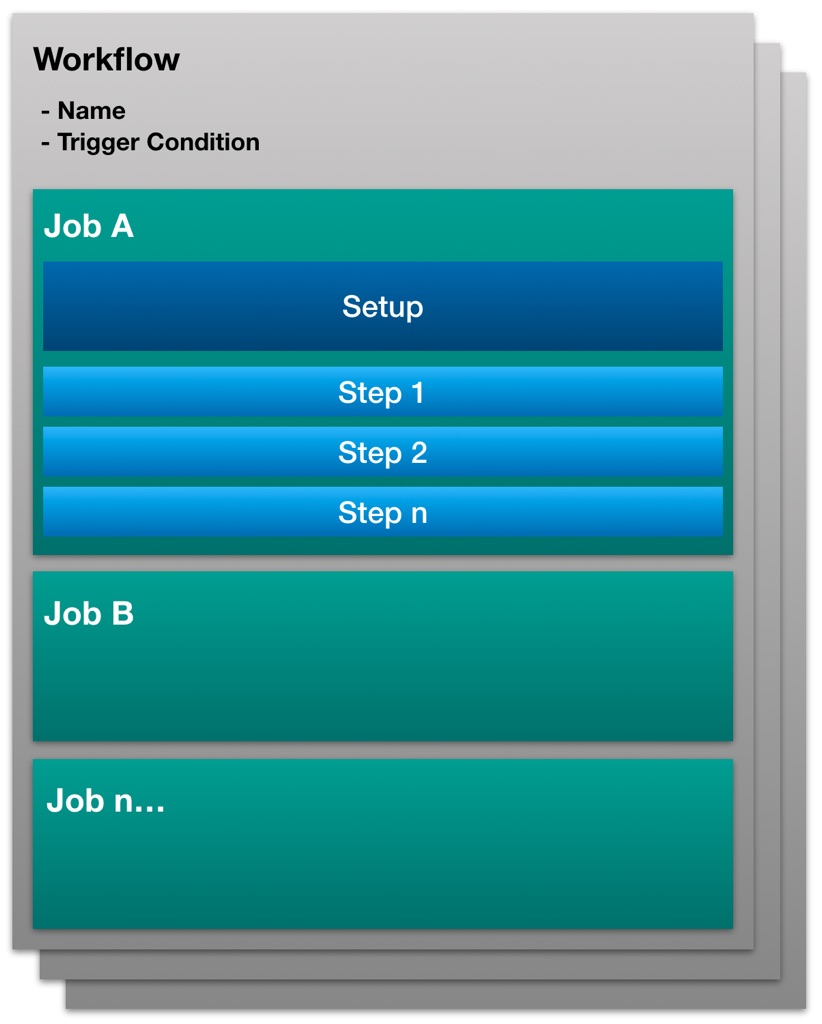 Workflow
- Name
- Trigger Condition
Job A
Setup
Step 1
Step 2
Step n
Job B
Job n...